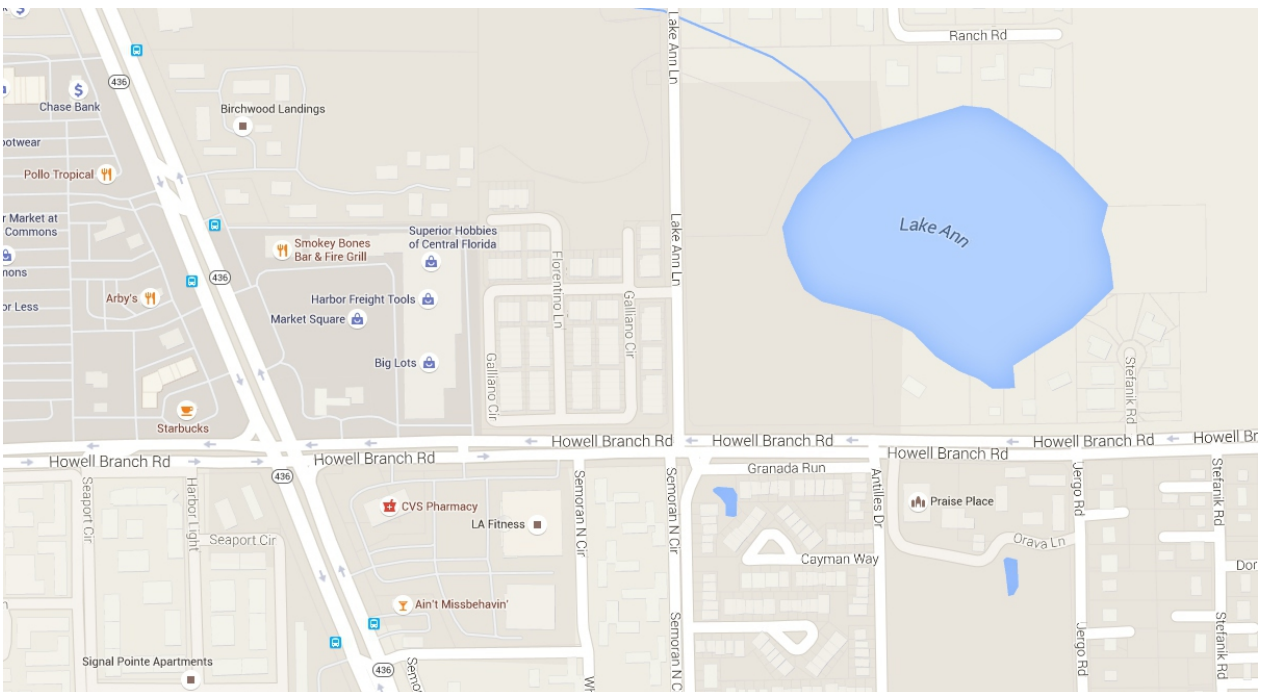 $
436
$
Chase Bank
ootwear
Pollo Tropical
r Market at
Commons
mons
or Less
Arby's
Starbucks
Birchwood Landings
Smokey Bones
Bar & Fire Grill
436
Superior Hobbies
of Central Florida
Harbor Freight Tools
Market Square
Big Lots
Florentino Ln
Galliano Cir
Galliano Cir
Lake Ann Ln
Lake Ann Ln
Ranch Rd
Lake Ann
Stefanik Rd
Howell Branch Rd
Howell Branch Rd
Howell Branch Rd
Howell Br
Howell Branch Rd
Howell Branch Rd
Howell Branch Rd
436
Granada Run
Seaport Cir
Harbor Light
Seaport Cir
CVS Pharmacy
LA Fitness
Semoran N Cir
Semoran N Cir
Antilles Dr
Praise Place
Jergo Rd
Stefanik Rd
Orava Ln
Cayman Way
Dor
Ain't Missbehavin'
Signal Pointe Apartments
436
Semo
Wh
Semoran N C
Jergo Rd
Stefanik Rd